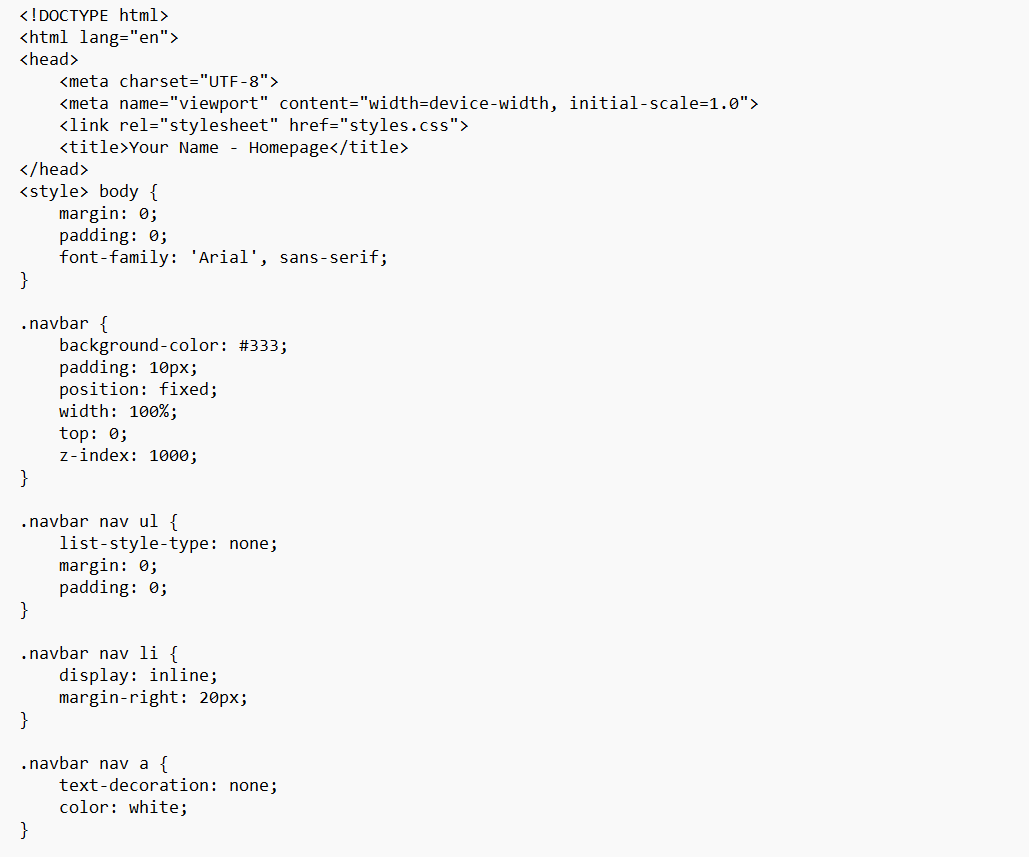 <!DOCTYPE html>
<html lang="en">
<head>
    <meta charset="UTF-8">
    <meta name="viewport" content="width=device-width, initial-scale=1.0">
    <link rel="stylesheet" href="styles.css">
    <title>Your Name - Homepage</title>
</head>
<style> body {
    margin: 0;
    padding: 0;
    font-family: 'Arial', sans-serif;
}

.navbar {
    background-color: #333;
    padding: 10px;
    position: fixed;
    width: 100%;
    top: 0;
    z-index: 1000;
}

.navbar nav ul {
    list-style-type: none;
    margin: 0;
    padding: 0;
}

.navbar nav li {
    display: inline;
    margin-right: 20px;
}

.navbar nav a {
    text-decoration: none;
    color: white;
}